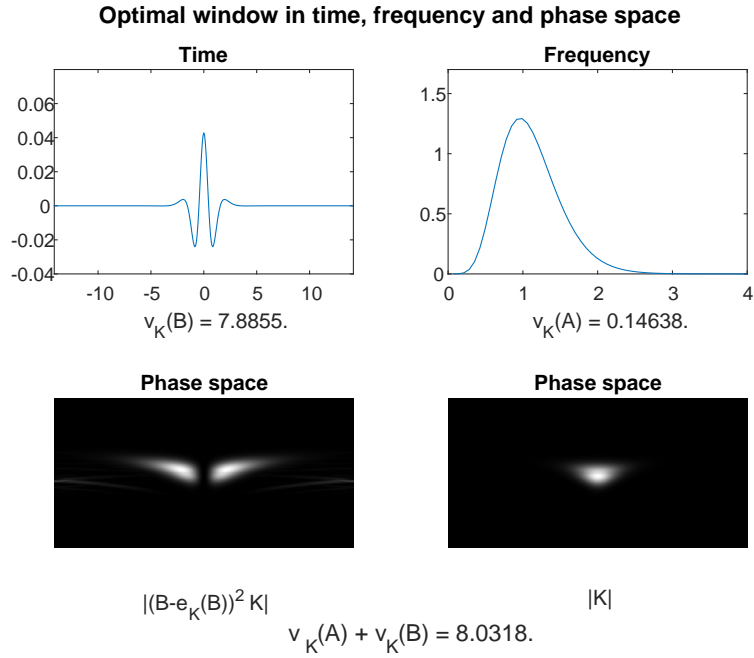 Optimal window in time, frequency and phase space
Time
0.06
0.04
0.02
0
-0.02
-0.04
-10 -5 0 5 10
v_K(B) = 7.8855.
Frequency
1.5
1
0.5
0
0 1 2 3 4
v_K(A) = 0.14638.
Phase space
|(B-e_K(B))^2 K|
Phase space
|K|
v_K(A) + v_K(B) = 8.0318.